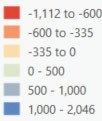 -1,112 to -600
-600 to -335
-335 to 0
0 - 500
500 - 1,000
1,000 - 2,046